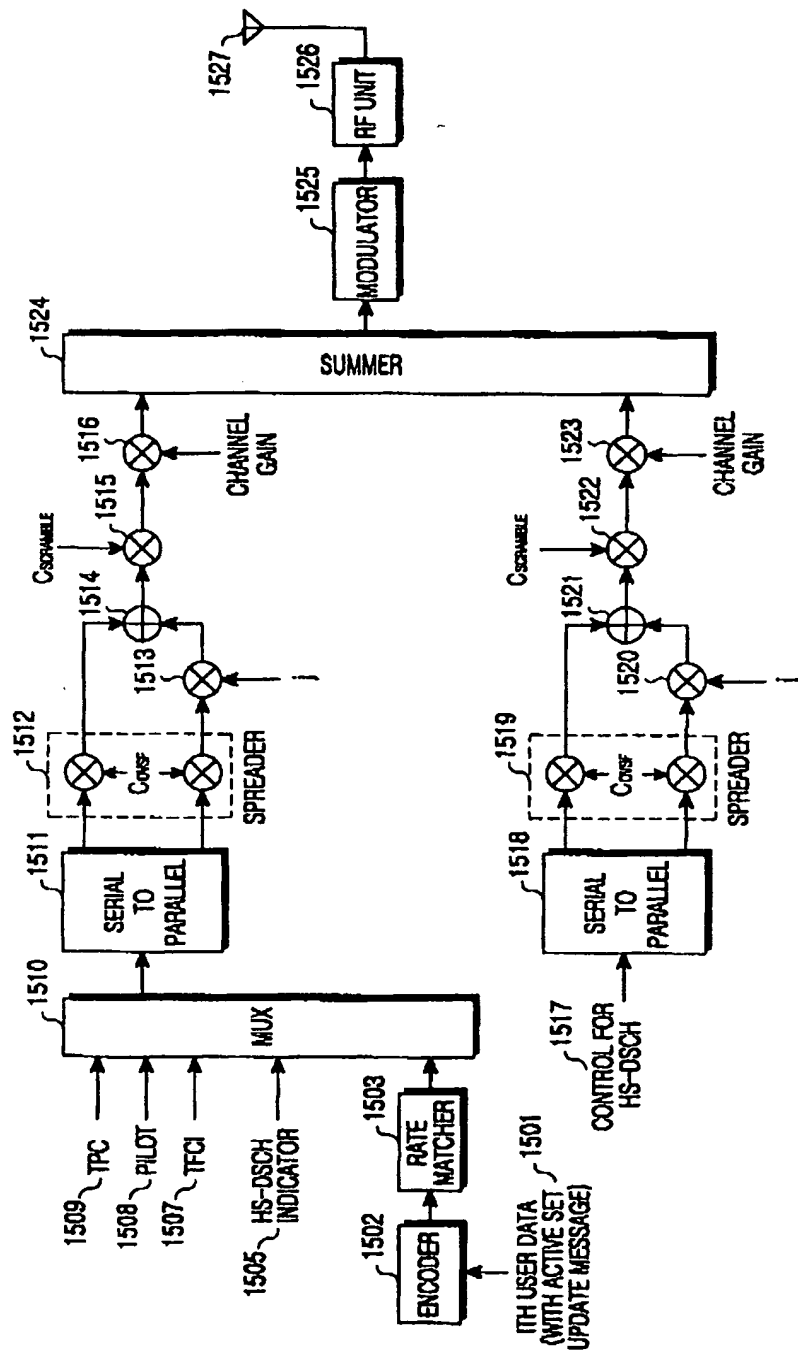 1509 TPC
1508 PILOT
1507 TFCI
1505 HS-DSCH
INDICATOR
ITH USER DATA 1501
(WITH ACTIVE SET
UPDATE MESSAGE)
1502
ENCODER
1503
RATE
MATCHER
1510
MUX
1511
SERIAL
TO
PARALLEL
1512
COVSF
SPREADER
1513
j
1514
CSCRAMBLE
1515
1516
CHANNEL
GAIN
1517
CONTROL FOR
HS-DSCH
1518
SERIAL
TO
PARALLEL
1519
COVSF
SPREADER
1520
j
1521
CSCRAMBLE
1522
1523
CHANNEL
GAIN
1524
SUMMER
1525
MODULATOR
1526
RF UNIT
1527